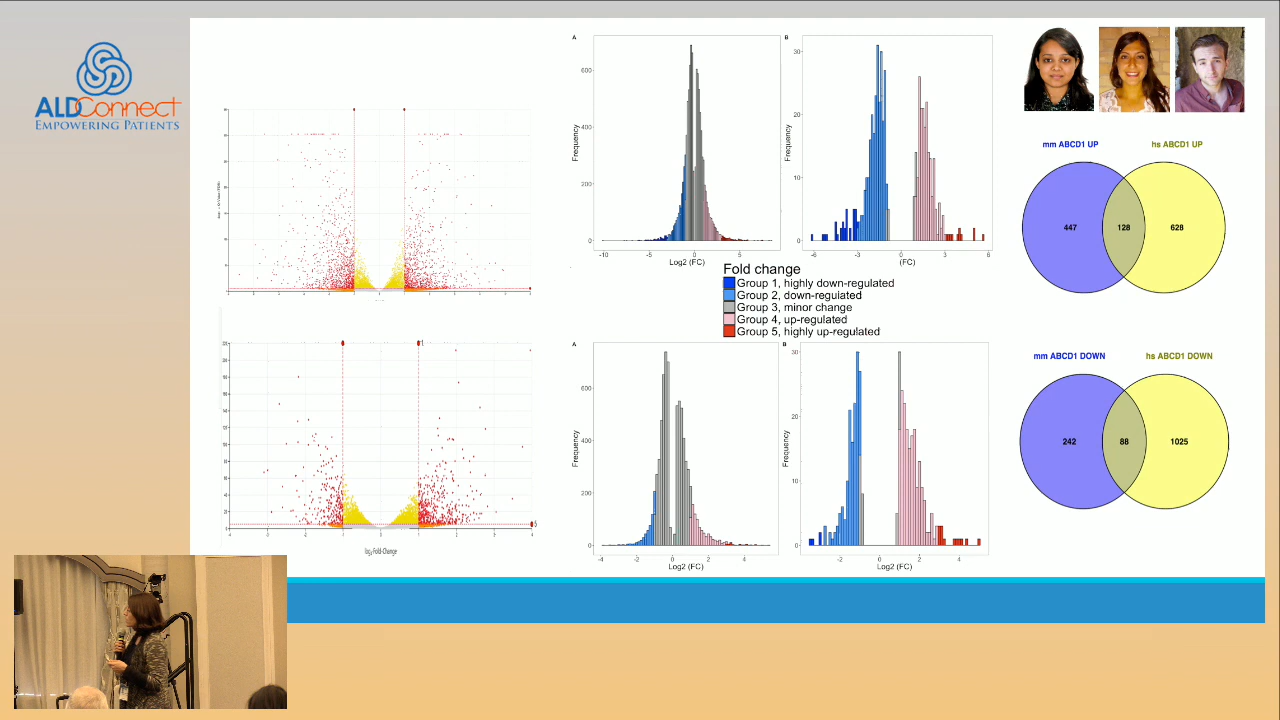 ALDConnect
EMPOWERING PATIENTS
A
B
Frequency
600
400
200
0
-10
-5
0
5
Log2 (FC)
Frequency
30
20
10
0
-6
-3
0
3
6
(FC)
Fold change
Group 1, highly down-regulated
Group 2, down-regulated
Group 3, minor change
Group 4, up-regulated
Group 5, highly up-regulated
A
B
Frequency
600
400
200
0
-4
-2
0
2
4
Log2 (FC)
Frequency
30
20
10
0
-2
0
2
4
Log2 (FC)
log2 Fold-Change
mm ABCD1 UP
hs ABCD1 UP
447
128
628
mm ABCD1 DOWN
hs ABCD1 DOWN
242
88
1025